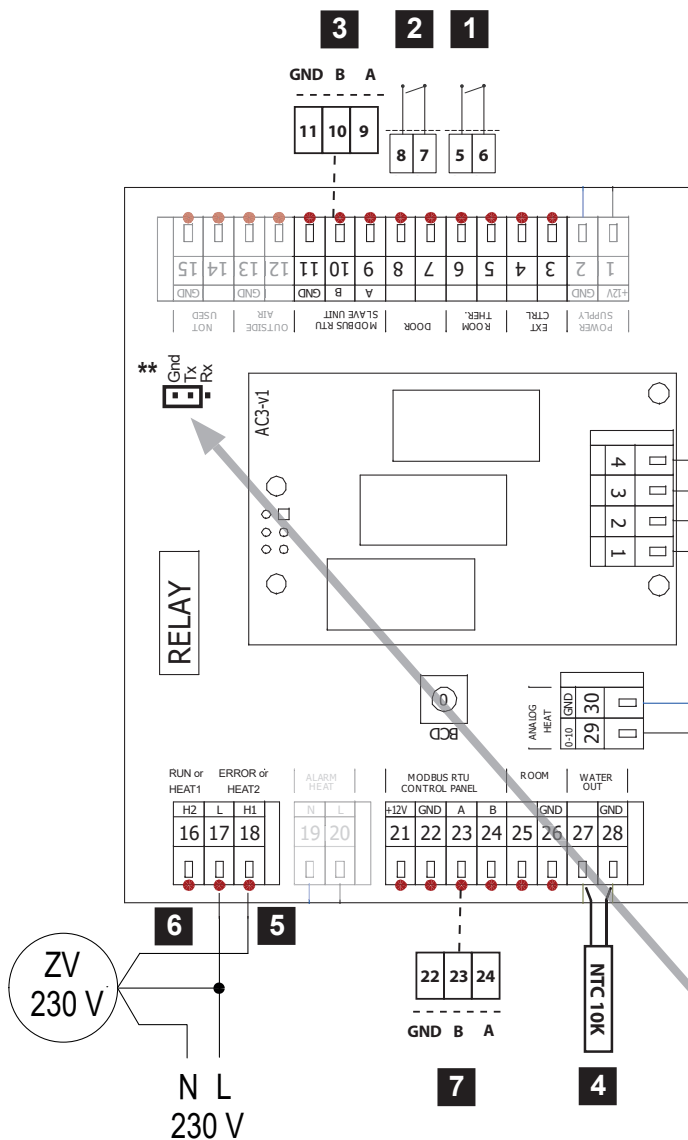 3 2 1
GND B A
11 10 9
8 7
5 6
15 14 13 12 11 10 9 8 7 6 5 4 3 2 1
GND GND GND B A GND +12V
NOT USED
OUTSIDE AIR
MODBUS RTU SLAVE UNIT
DOOR
ROOM THER.
EXT CTRL
POWER SUPPLY
**
Gnd
Tx
Rx
AC3-v1
4
3
2
1
RELAY
0
BCD
ANALOG HEAT
0-10 GND
29 30
RUN or HEAT1
ERROR or HEAT2
ALARM HEAT
MODBUS RTU CONTROL PANEL
ROOM
WATER OUT
H2 L H1 N L +12V GND A B GND GND
16 17 18 19 20 21 22 23 24 25 26 27 28
6 5
ZV
230 V
22 23 24
GND B A
NTC 10K
7 4
N L
230 V